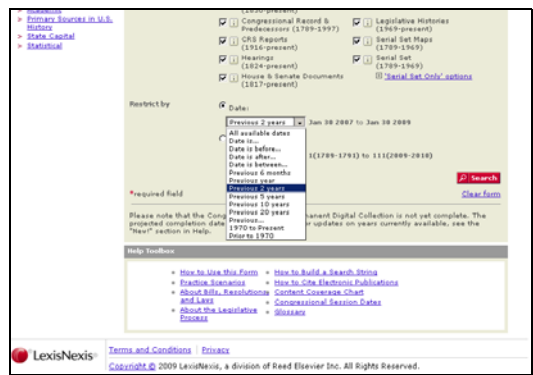 Primary Sources in U.S. History
State Capital
Statistical
Congressional Record & Predecessors (1789-1997)
Legislative Histories (1969-present)
CRS Reports (1916-present)
Serial Set Maps (1789-1969)
Hearings (1824-present)
Serial Set (1789-1969)
House & Senate Documents (1817-present)
'Serial Set Only' options
Restrict by
Date:
Previous 2 years Jan 30 2007 to Jan 30 2009
All available dates
Date is...
Date is before...
Date is after...
Date is between...
Previous 6 months
Previous year
Previous 2 years
Previous 5 years
Previous 10 years
Previous 20 years
Previous...
1970 to Present
Prior to 1970
1(1789-1791) to 111(2009-2010)
Search
*required field
Clear form
Please note that the Cong manent Digital Collection is not yet complete. The
projected completion date r updates on years currently available, see the
"New!" section in Help.
Help Toolbox
How to Use this Form
Practice Scenarios
About Bills, Resolutions and Laws
About the Legislative Process
How to Build a Search String
How to Cite Electronic Publications
Content Coverage Chart
Congressional Session Dates
Glossary
LexisNexis®
Terms and Conditions | Privacy
Copyright © 2009 LexisNexis, a division of Reed Elsevier Inc. All Rights Reserved.